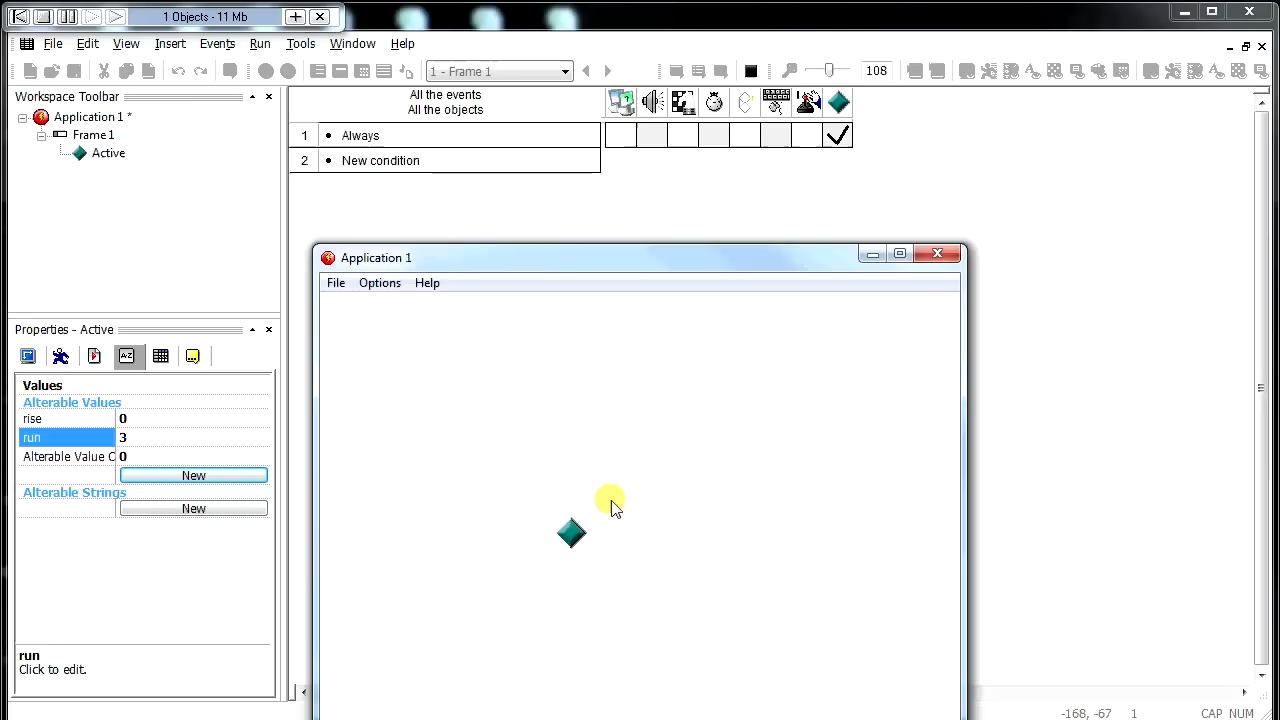 1 Objects - 11 Mb
File Edit View Insert Events Run Tools Window Help
1 - Frame 1
108
Workspace Toolbar
Application 1 *
Frame 1
Active
All the events
All the objects
1 • Always
2 • New condition
Application 1
File Options Help
Properties - Active
Values
Alterable Values
rise 0
run 3
Alterable Value C 0
New
Alterable Strings
New
run
Click to edit.
-168, -67 1 CAP NUM